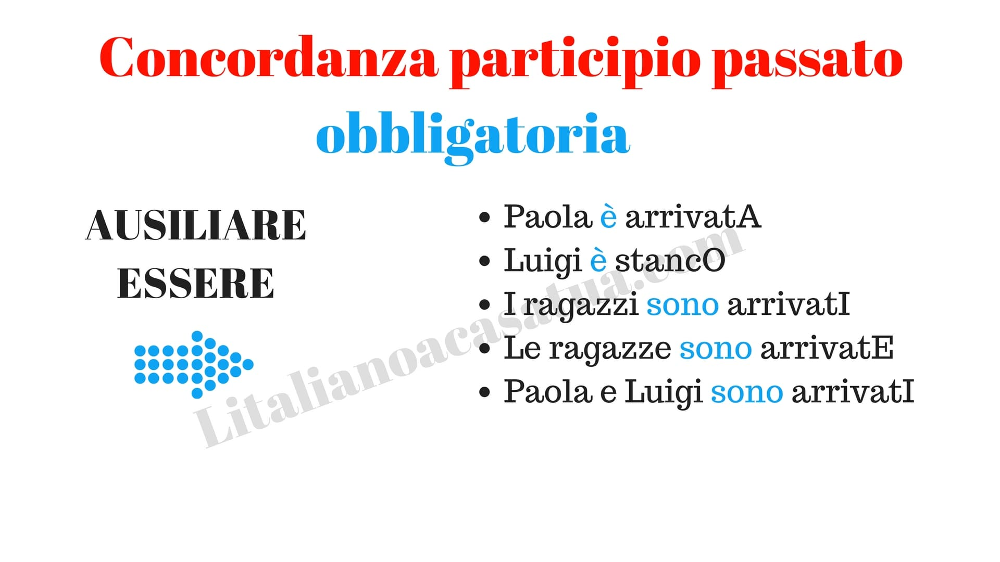 Concordanza participio passato
obbligatoria
AUSILIARE
ESSERE
• Paola è arrivatA
• Luigi è stancO
• I ragazzi sono arrivatI
• Le ragazze sono arrivatE
• Paola e Luigi sono arrivatI
Litalianoacasatua.com